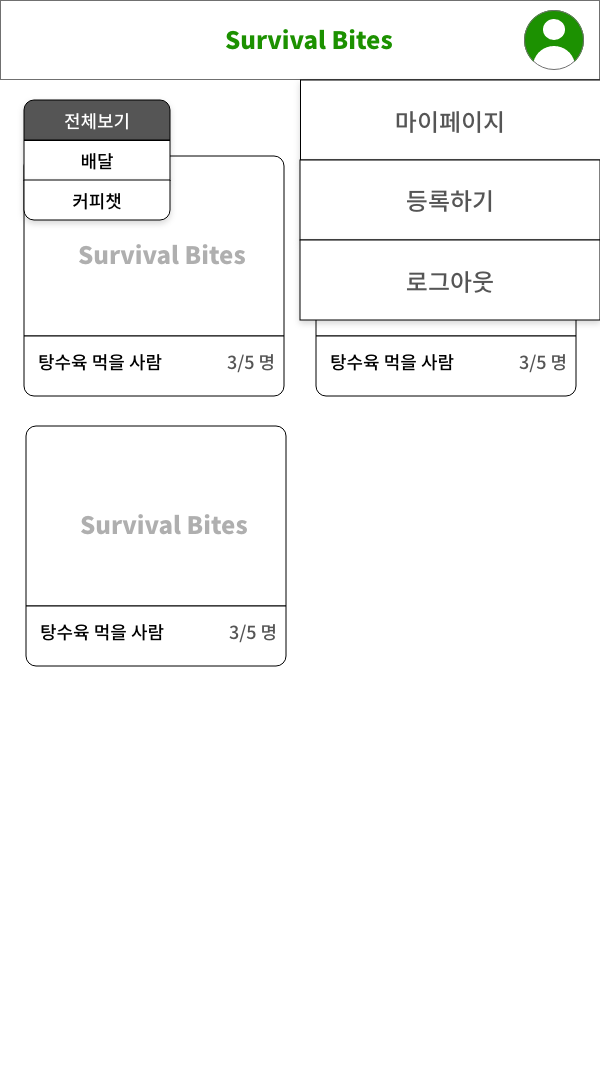 Survival Bites
전체보기
배달
커피챗
마이페이지
등록하기
로그아웃
Survival Bites
탕수육 먹을 사람 3/5 명
탕수육 먹을 사람 3/5 명
Survival Bites
탕수육 먹을 사람 3/5 명